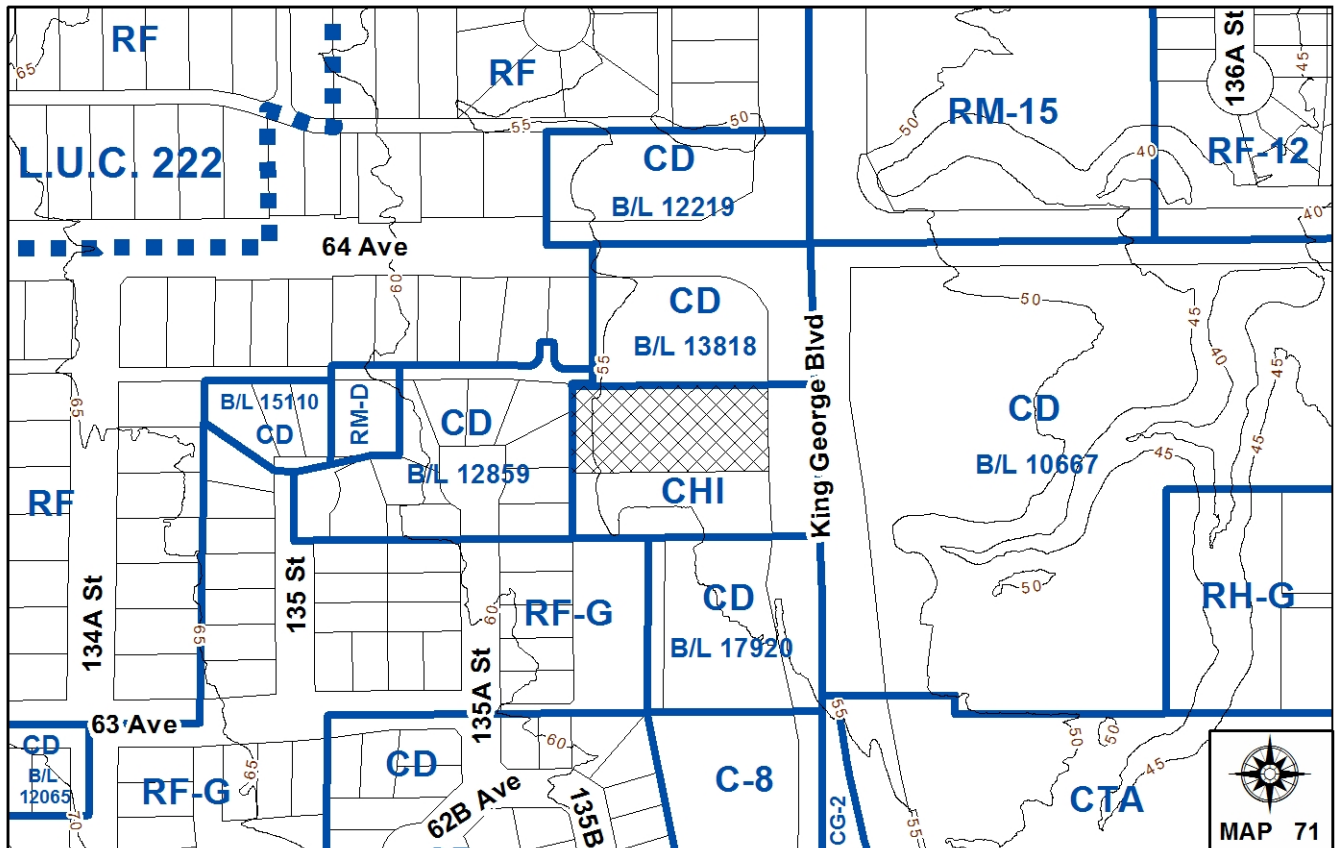 RF
RF
136A St
65
45
RM-15
50
55
50
L.U.C. 222
CD
40
RF-12
B/L 12219
40
64 Ave
60
CD
50
45
B/L 13818
King George Blvd
55
40
45
B/L 15110
RM-D
CD
65
CD
CD
45
45
B/L 12859
B/L 10667
CHI
RF
134A St
135 St
60
RF-G
CD
50
RH-G
65
B/L 17920
135A St
63 Ave
55
50
50
CD
60
45
B/L
12065
CD
65
RF-G
C-8
CTA
62B Ave
135B
CG-2
70
55
MAP 71